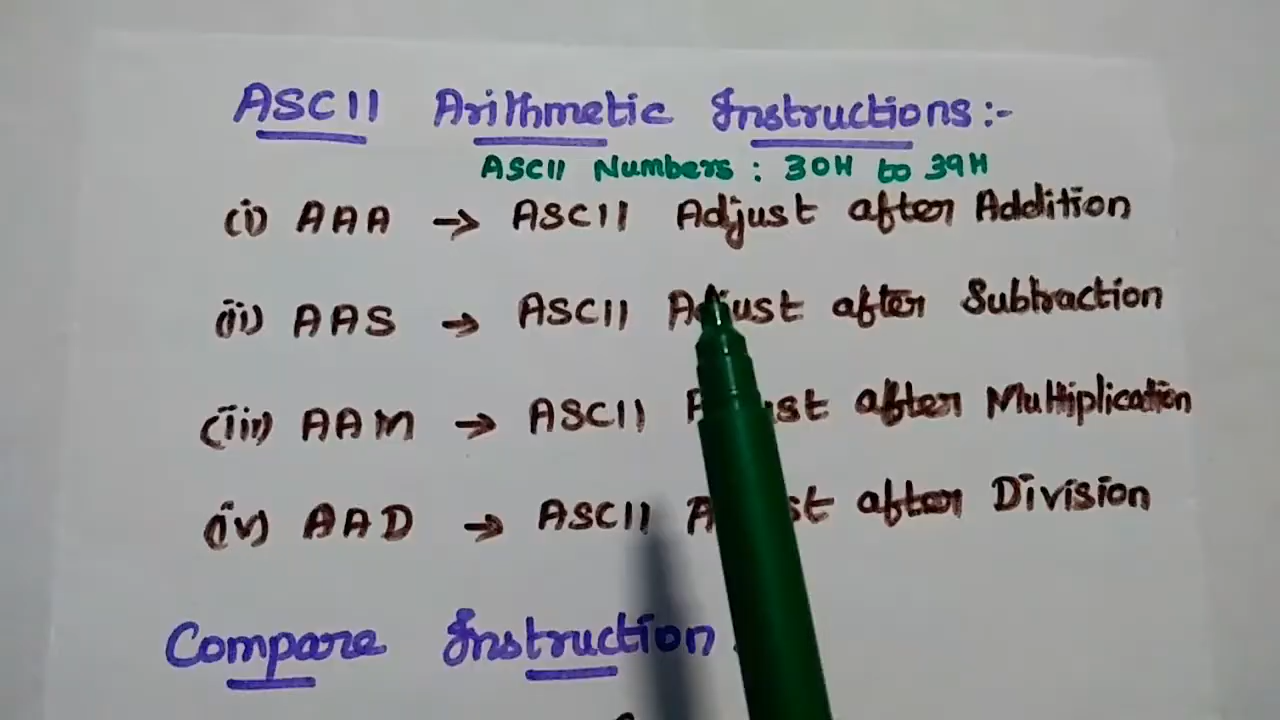 ASCII Arithmetic Instructions:-
ASCII Numbers : 30H to 39H
(i) AAA → ASCII Adjust after Addition
(ii) AAS → ASCII Adjust after Subtraction
(iii) AAM → ASCII after Multiplication
(iv) AAD → ASCII after Division
Compare Instruction